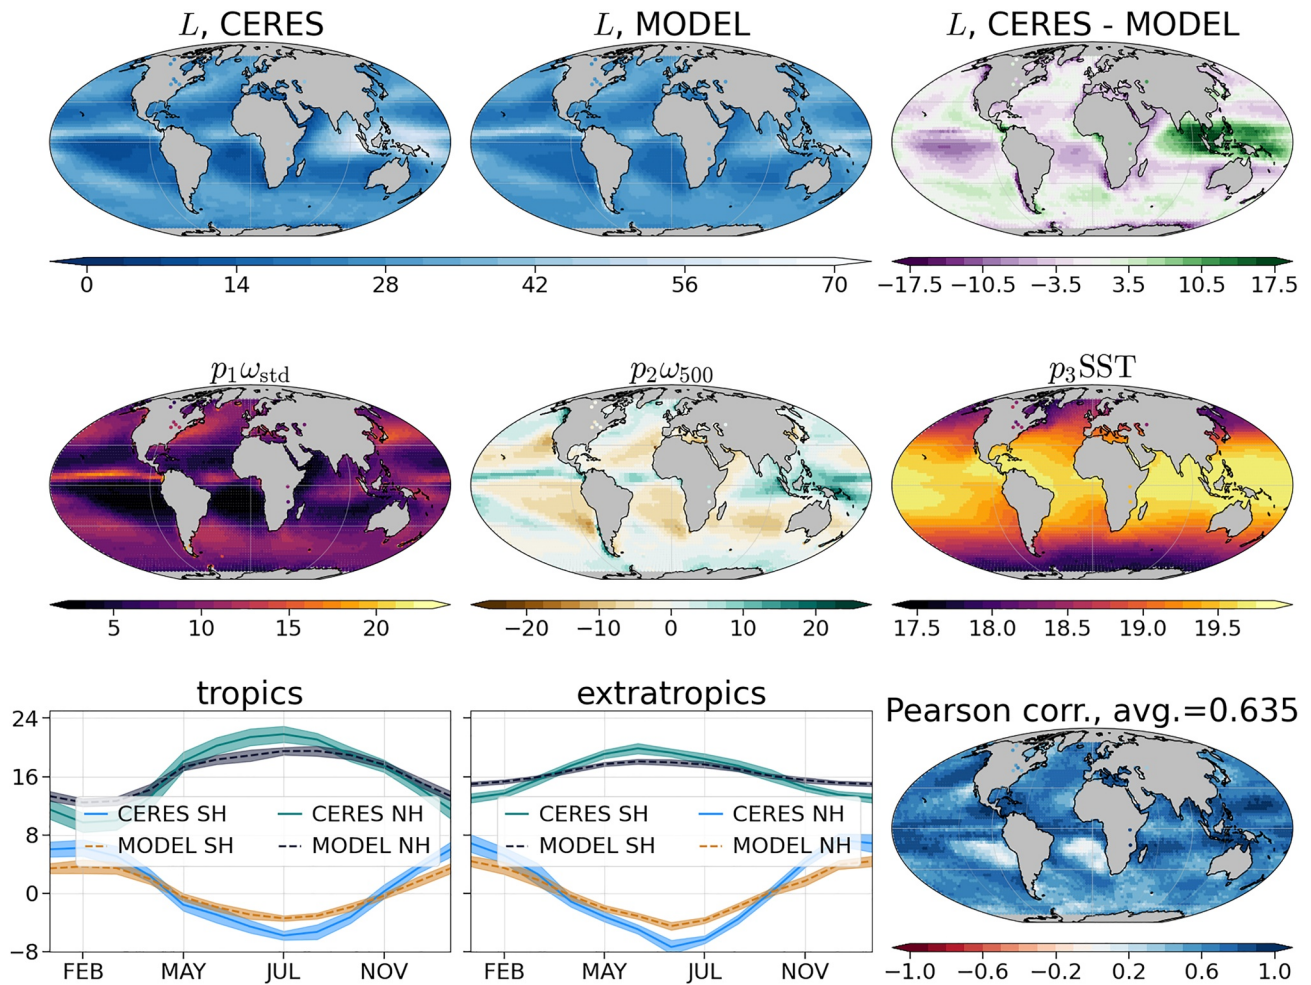 L, CERES
L, MODEL
L, CERES - MODEL
0 14 28 42 56 70
−17.5 −10.5 −3.5 3.5 10.5 17.5
p₁ω_std
p₂ω₅₀₀
p₃SST
5 10 15 20
−20 −10 0 10 20
17.5 18.0 18.5 19.0 19.5
tropics
extratropics
Pearson corr., avg.=0.635
24
16
8
0
−8
CERES SH CERES NH
MODEL SH MODEL NH
CERES SH CERES NH
MODEL SH MODEL NH
FEB MAY JUL NOV
FEB MAY JUL NOV
−1.0 −0.6 −0.2 0.2 0.6 1.0